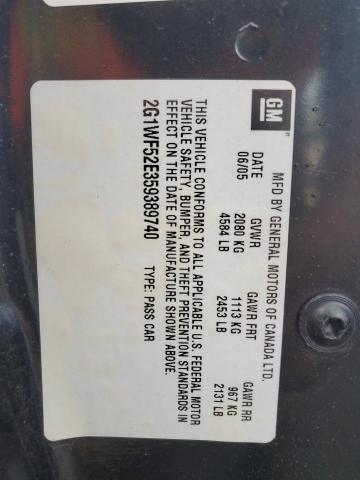 GM
MFD BY GENERAL MOTORS OF CANADA LTD.
DATE GVWR GAWR FRT GAWR RR
06/05 2080 KG 1113 KG 967 KG
4584 LB 2453 LB 2131 LB
THIS VEHICLE CONFORMS TO ALL APPLICABLE U.S. FEDERAL MOTOR
VEHICLE SAFETY, BUMPER, AND THEFT PREVENTION STANDARDS IN
EFFECT ON THE DATE OF MANUFACTURE SHOWN ABOVE.
2G1WF52E359389740 TYPE: PASS CAR